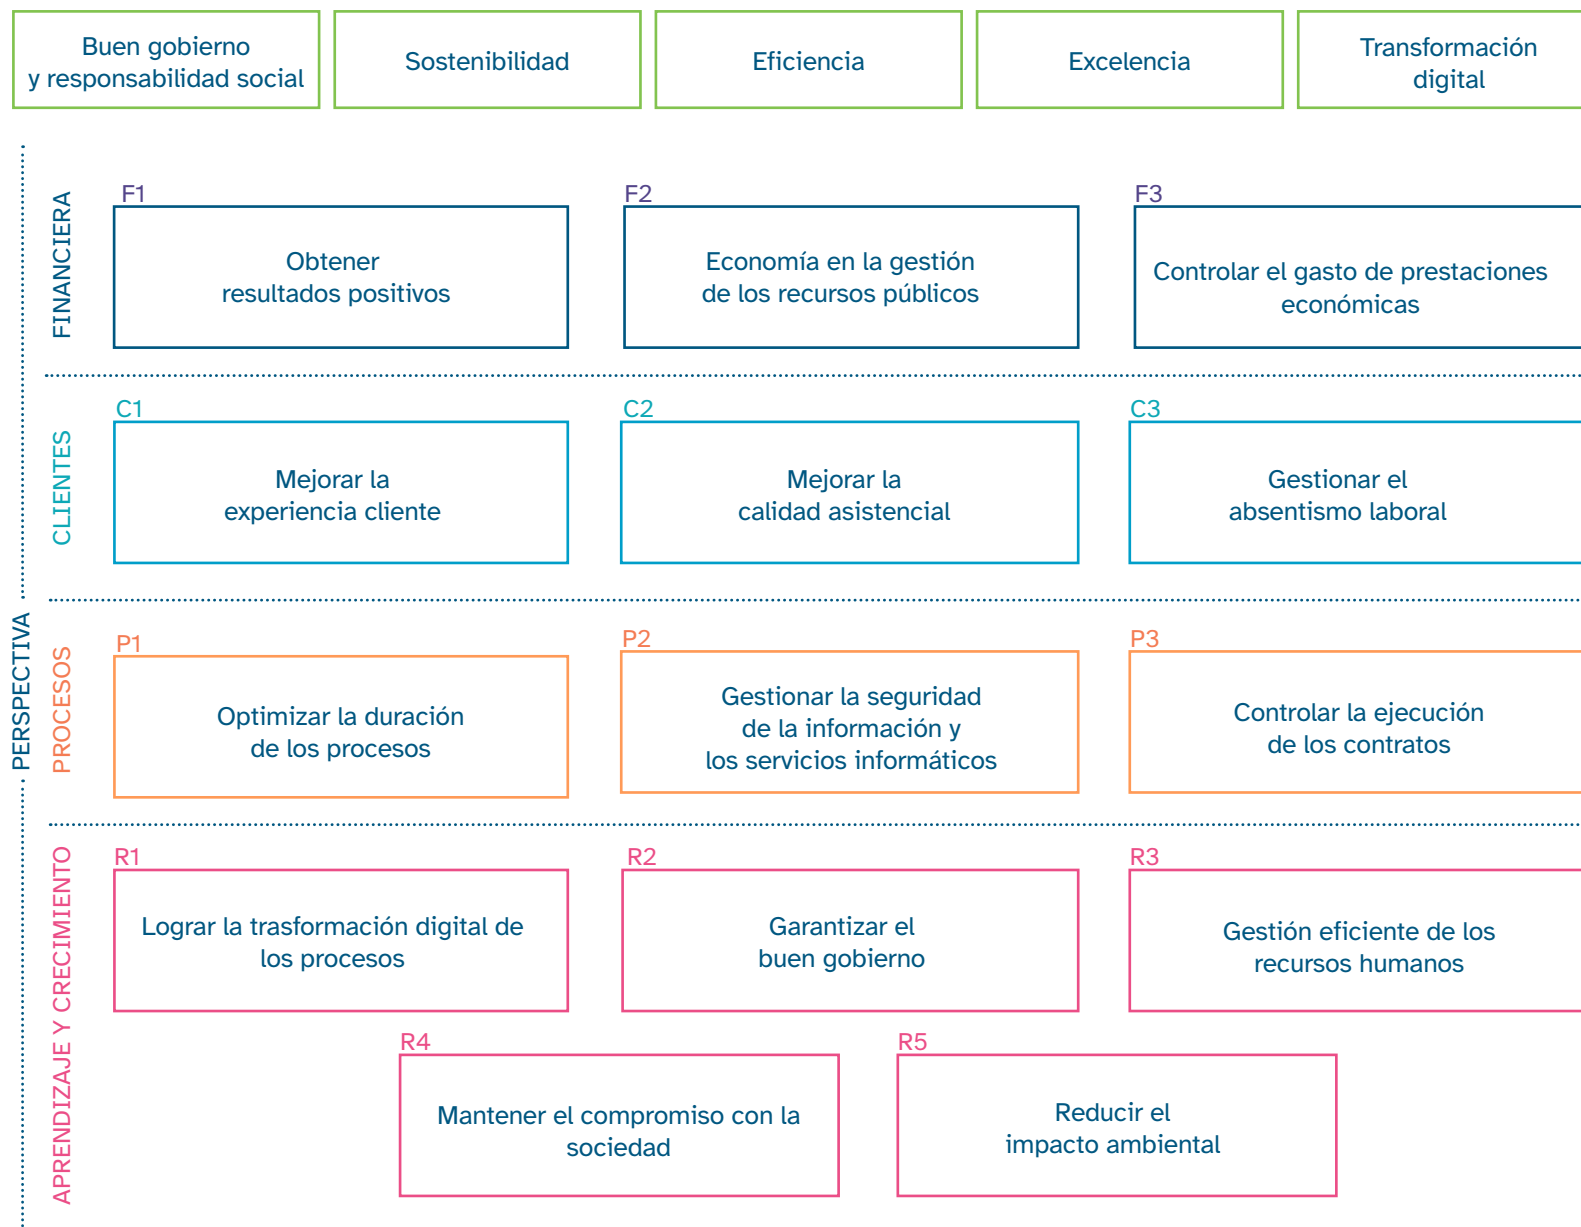 Buen gobierno
y responsabilidad social
Sostenibilidad
Eficiencia
Excelencia
Transformación
digital
PERSPECTIVA
FINANCIERA
F1
Obtener
resultados positivos
F2
Economía en la gestión
de los recursos públicos
F3
Controlar el gasto de prestaciones
económicas
CLIENTES
C1
Mejorar la
experiencia cliente
C2
Mejorar la
calidad asistencial
C3
Gestionar el
absentismo laboral
PROCESOS
P1
Optimizar la duración
de los procesos
P2
Gestionar la seguridad
de la información y
los servicios informáticos
P3
Controlar la ejecución
de los contratos
APRENDIZAJE Y CRECIMIENTO
R1
Lograr la trasformación digital de
los procesos
R2
Garantizar el
buen gobierno
R3
Gestión eficiente de los
recursos humanos
R4
Mantener el compromiso con la
sociedad
R5
Reducir el
impacto ambiental